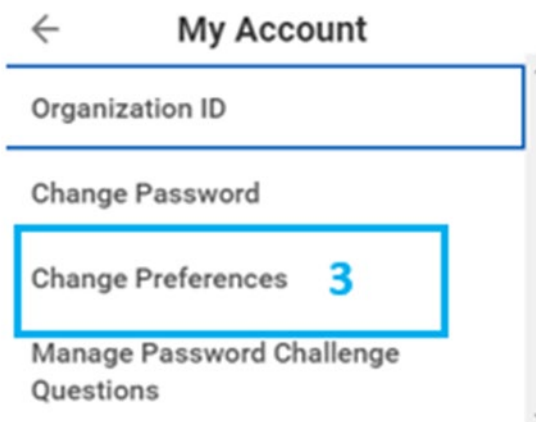 My Account
Organization ID
Change Password
Change Preferences 3
Manage Password Challenge
Questions